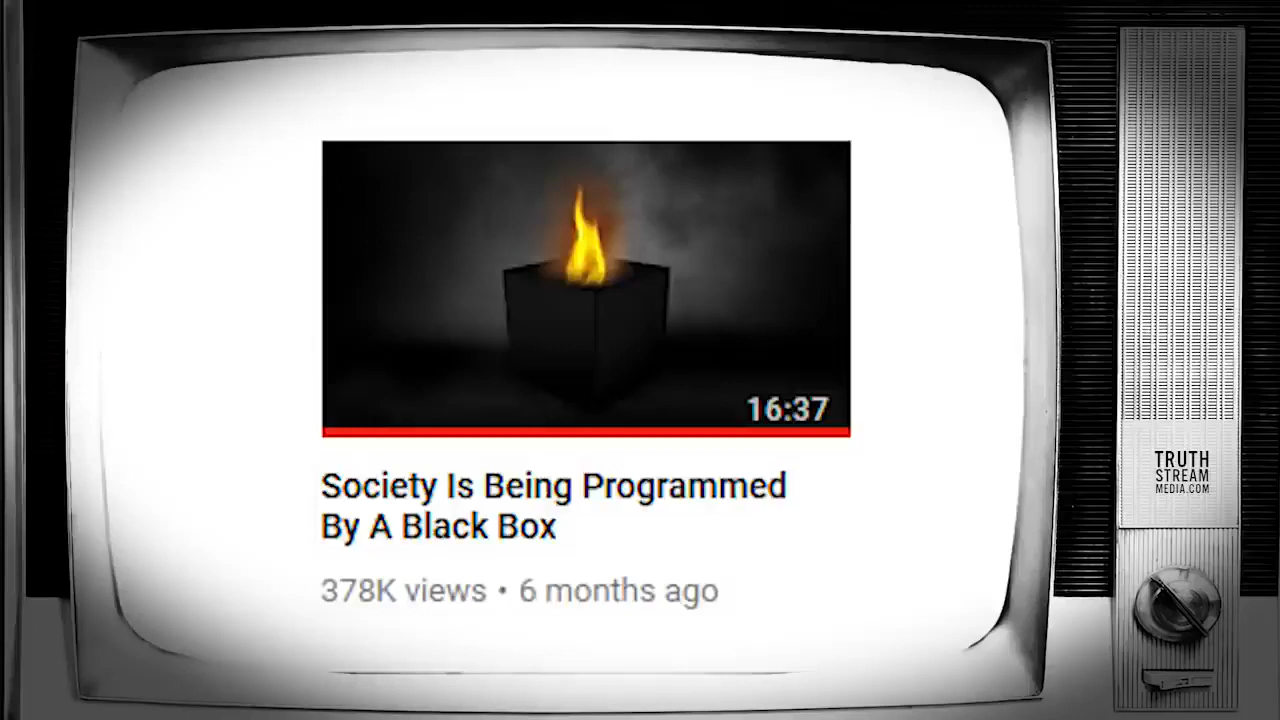 16:37
Society Is Being Programmed
By A Black Box
378K views • 6 months ago
TRUTH
STREAM
MEDIA.COM